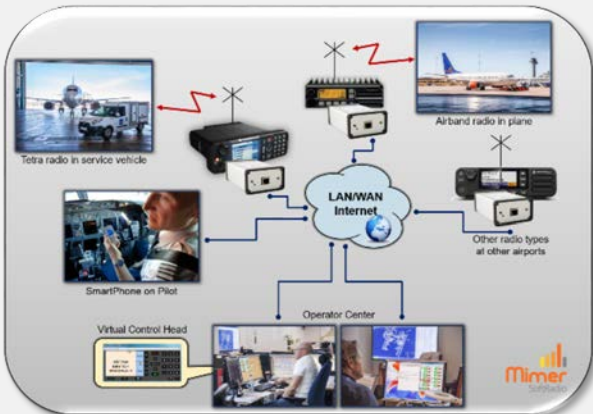 Tetra radio in service vehicle
Airband radio in plane
LAN/WAN
Internet
Other radio types
at other airports
SmartPhone on Pilot
Operator Center
Virtual Control Head
Mimer
SoftRadio